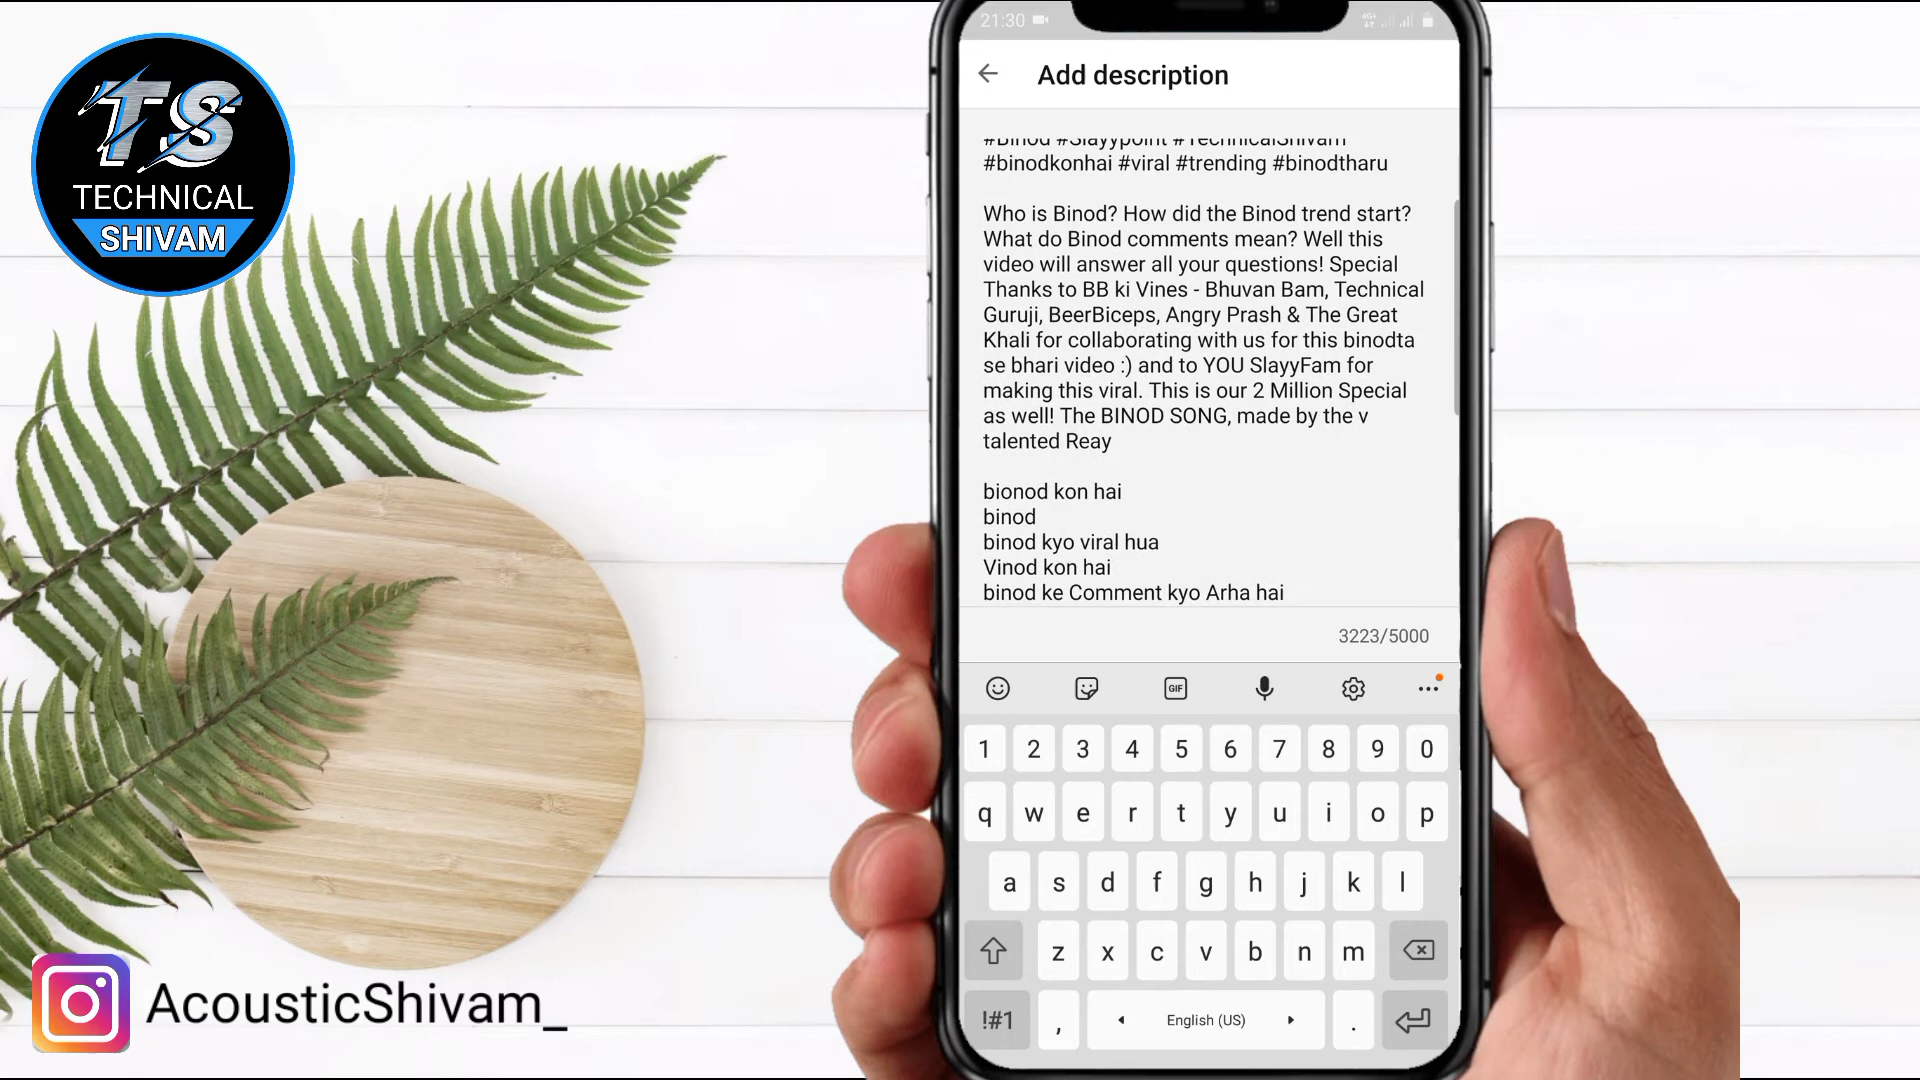 TS
TECHNICAL
SHIVAM
21:30
4G+
Add description
#Binod #Slayypoint #TechnicalShivam
#binodkonhai #viral #trending #binodtharu
Who is Binod? How did the Binod trend start?
What do Binod comments mean? Well this
video will answer all your questions! Special
Thanks to BB ki Vines - Bhuvan Bam, Technical
Guruji, BeerBiceps, Angry Prash & The Great
Khali for collaborating with us for this binodta
se bhari video :) and to YOU SlayyFam for
making this viral. This is our 2 Million Special
as well! The BINOD SONG, made by the v
talented Reay
bionod kon hai
binod
binod kyo viral hua
Vinod kon hai
binod ke Comment kyo Arha hai
3223/5000
GIF
1 2 3 4 5 6 7 8 9 0
q w e r t y u i o p
a s d f g h j k l
z x c v b n m
!#1 , English (US) .
AcousticShivam_